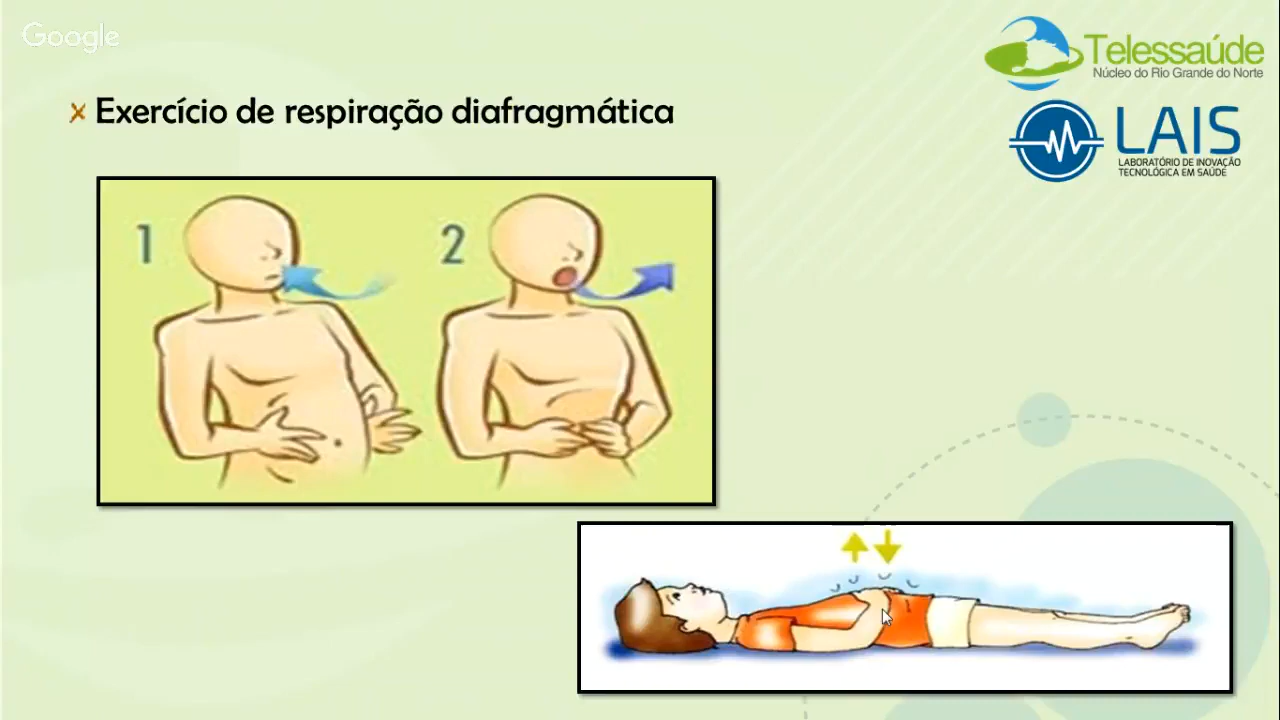 Google
Telessaúde
Núcleo do Rio Grande do Norte
Exercício de respiração diafragmática
LAIS
LABORATÓRIO DE INOVAÇÃO
TECNOLÓGICA EM SAÚDE
1
2